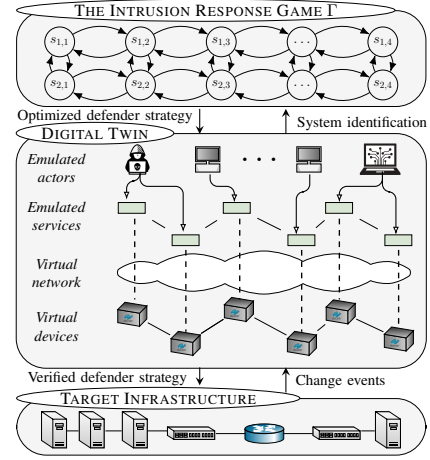 THE INTRUSION RESPONSE GAME Γ
s1,1 s1,2 s1,3 ... s1,4
s2,1 s2,2 s2,3 ... s2,4
Optimized defender strategy
System identification
DIGITAL TWIN
Emulated
actors
Emulated
services
Virtual
network
Virtual
devices
Verified defender strategy
Change events
TARGET INFRASTRUCTURE